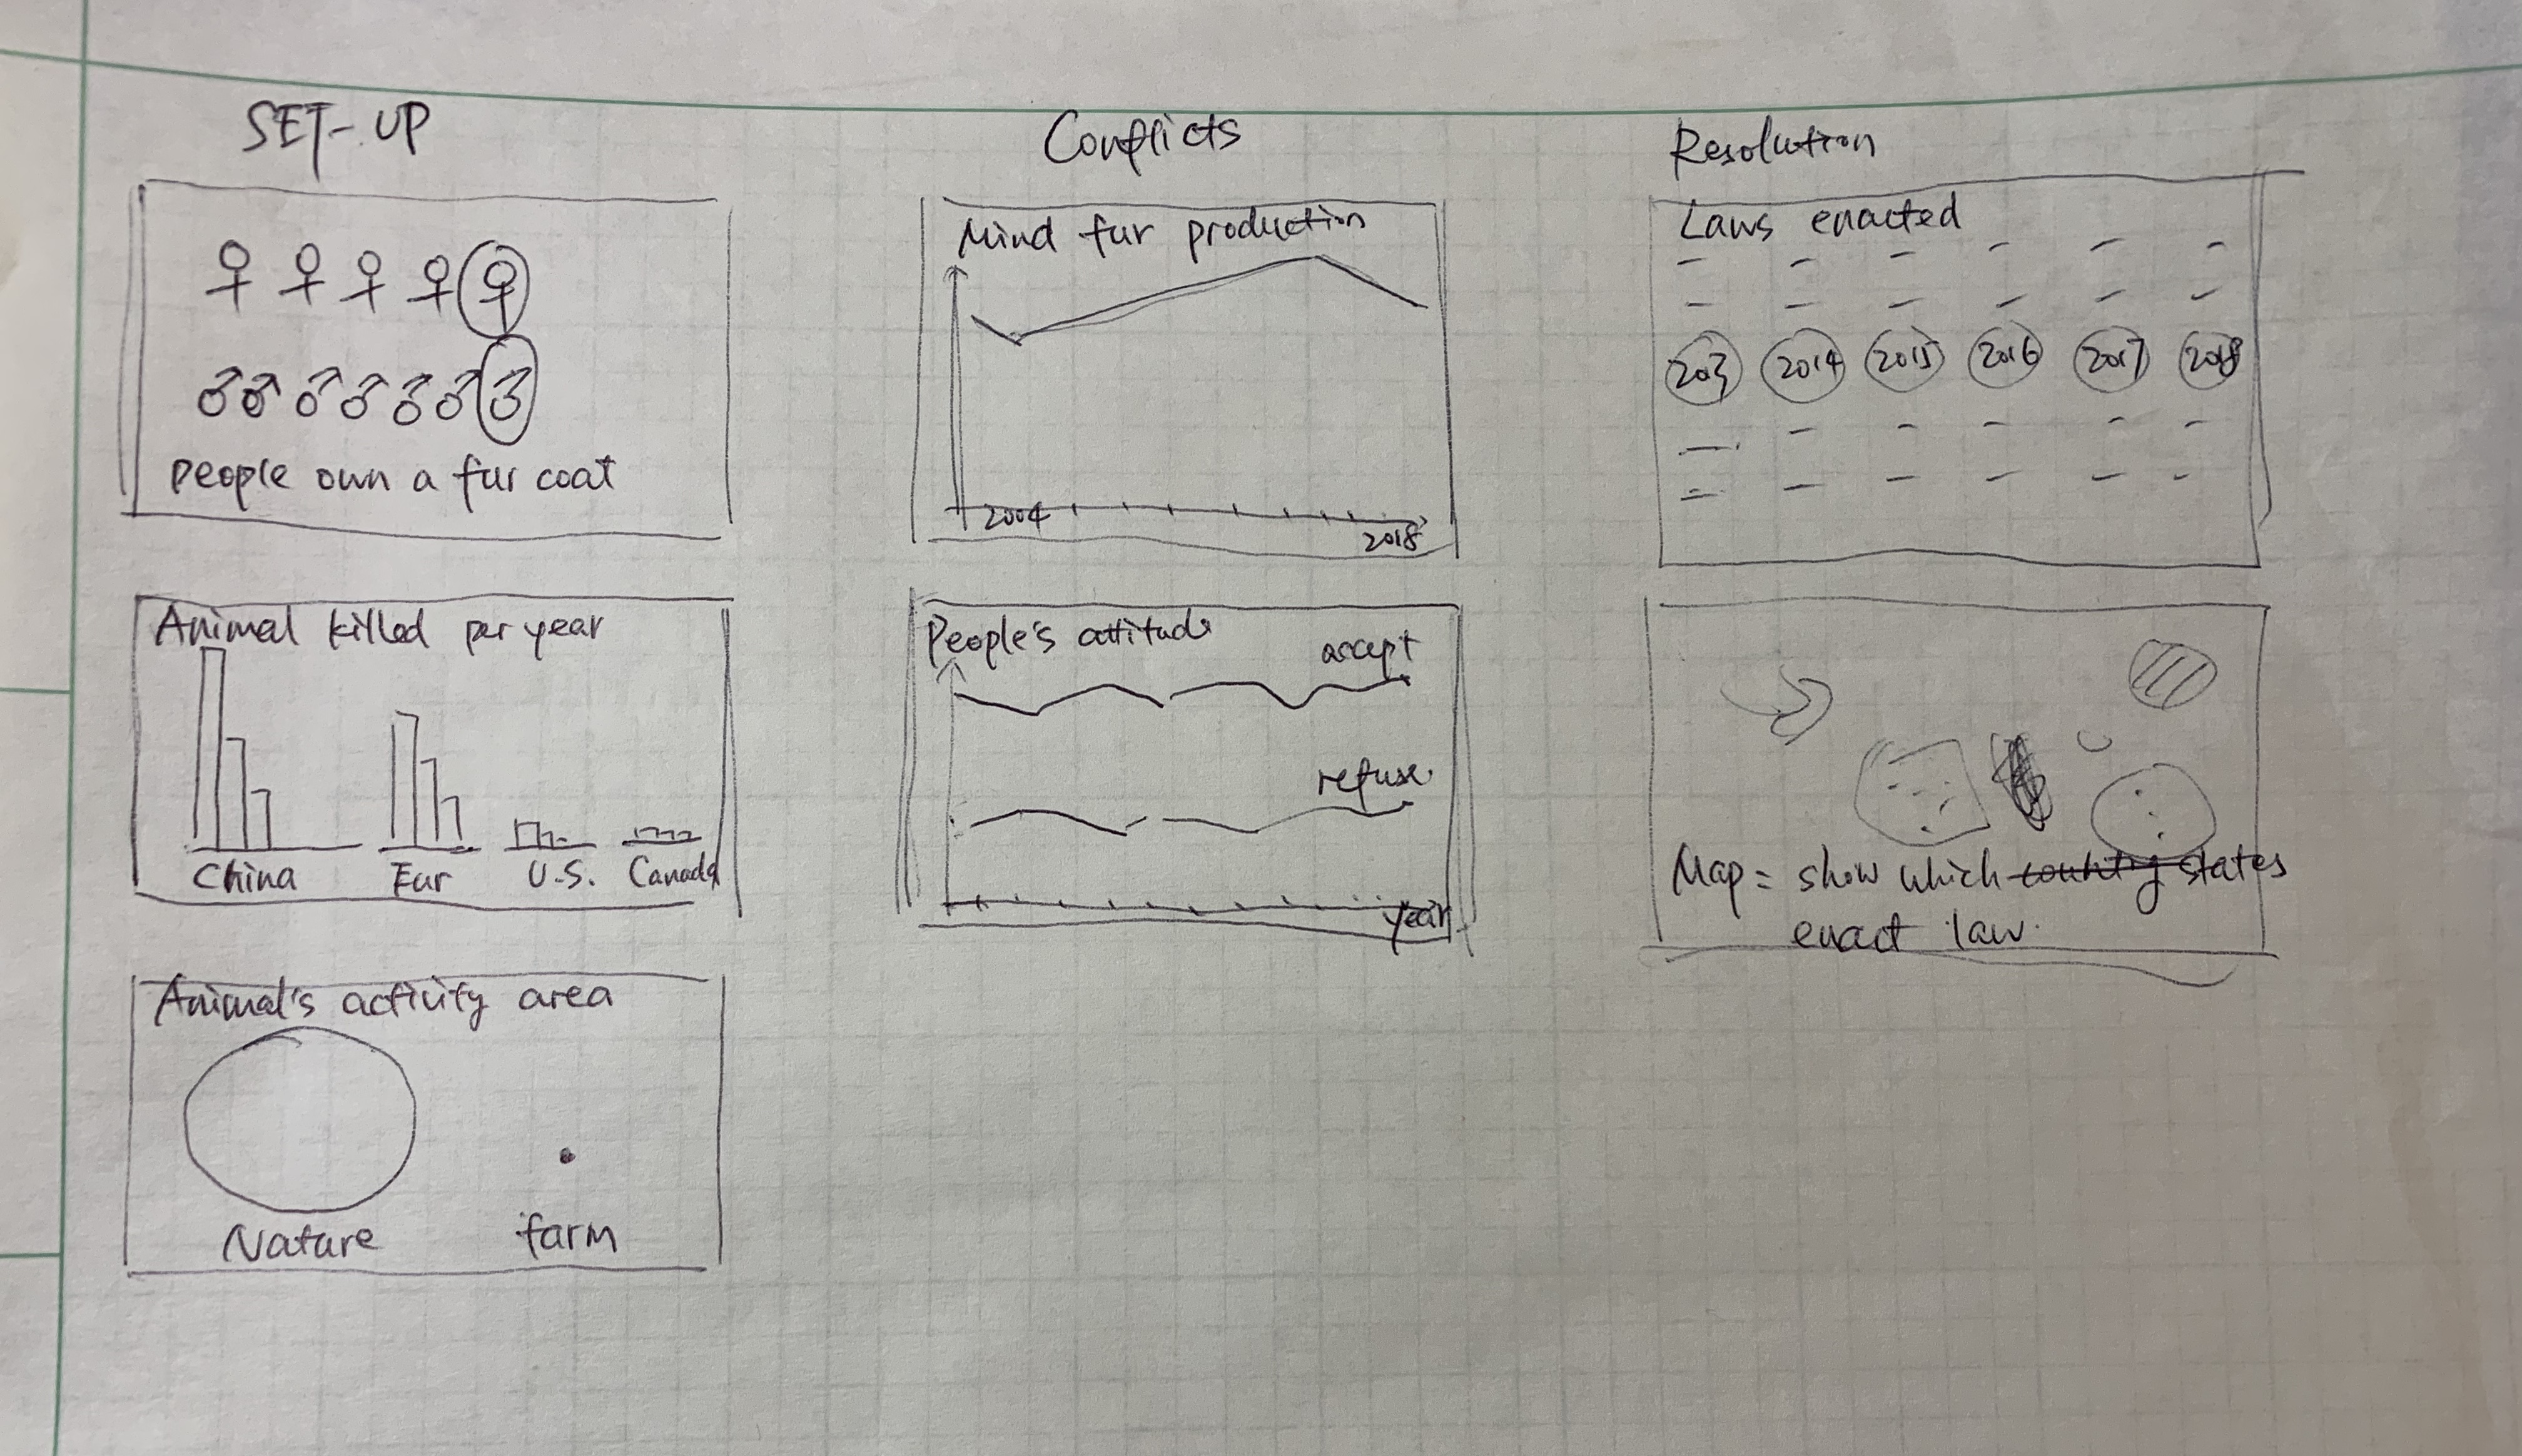 SET-UP
people own a fur coat
Animal killed per year
China
Eur
U.S.
Canada
Animal's activity area
Nature
farm
Conflicts
Mind fur production
2004
2018
People's attitude
accept
refuse
year
Resolution
Laws enacted
2013 2014 2015 2016 2017 2018
Map = show which country states
enact law.